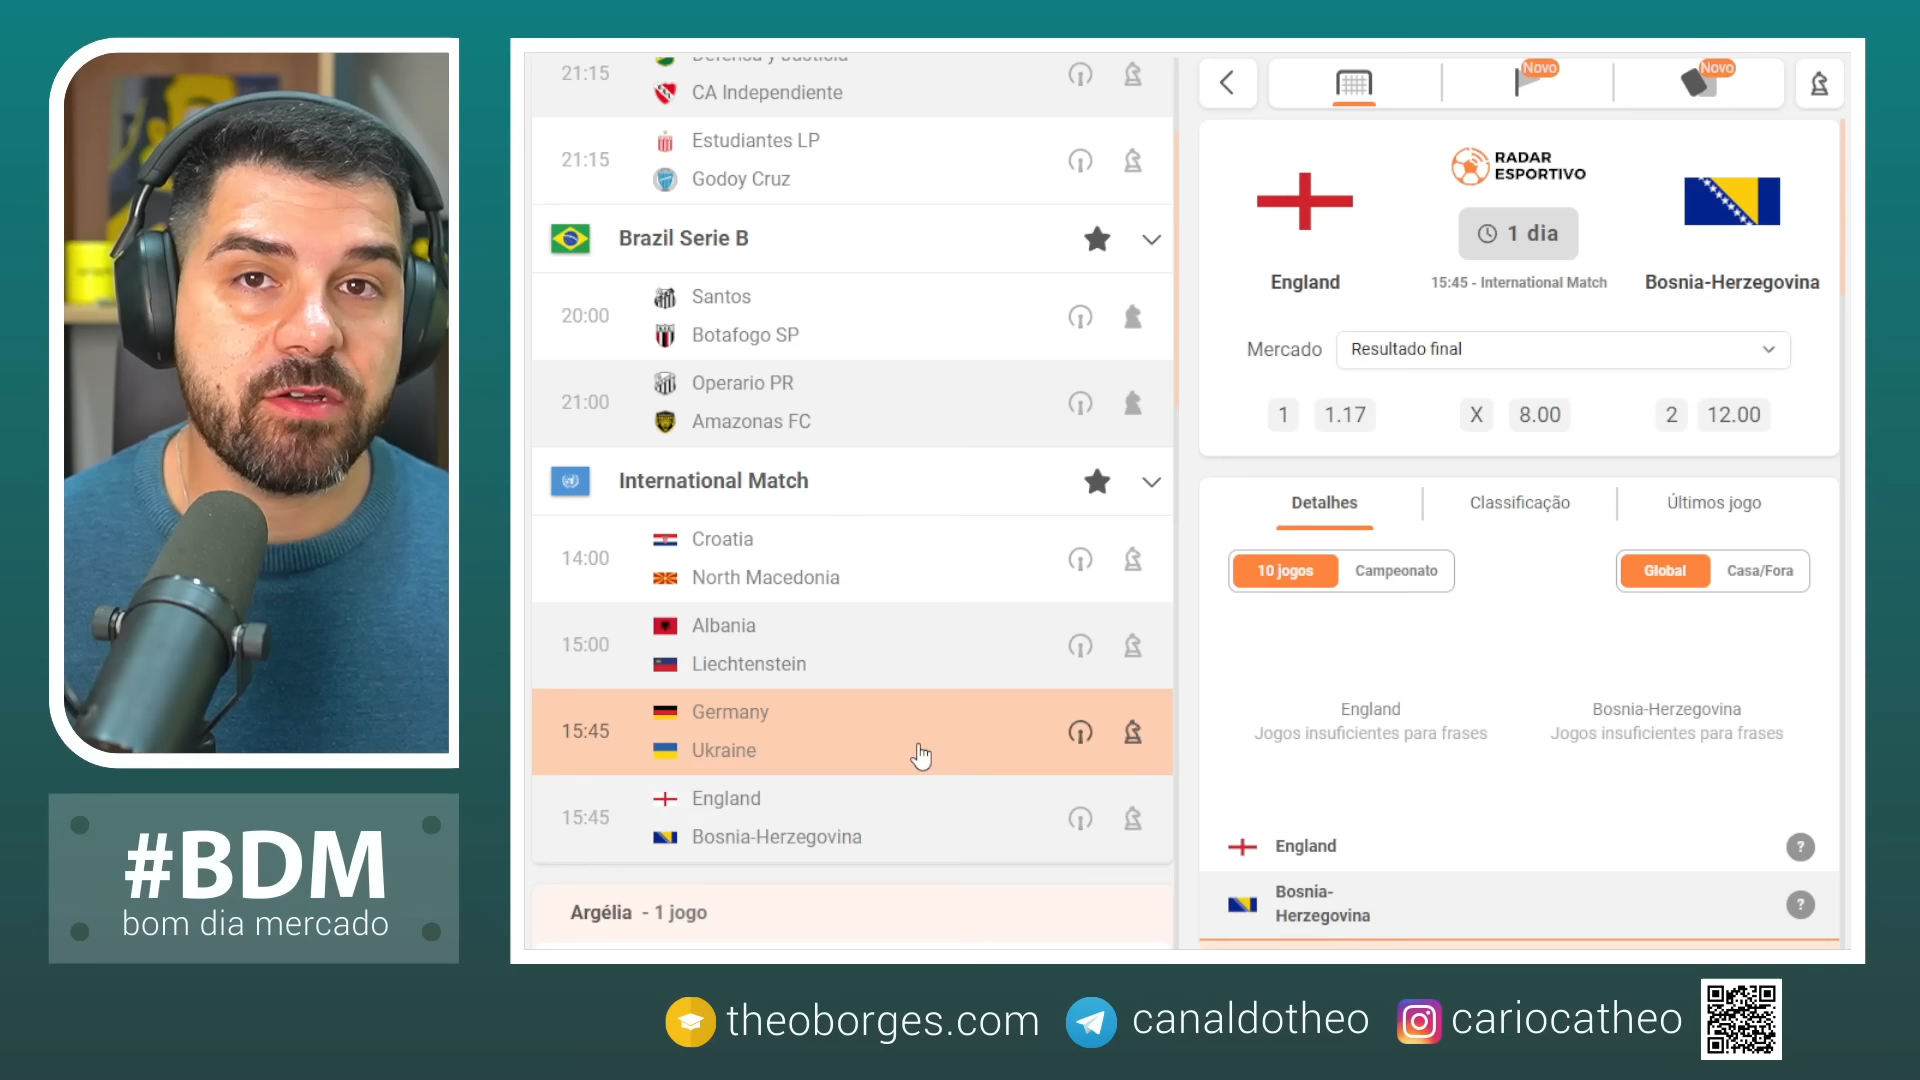 21:15
Defensa y Justicia
CA Independiente
21:15
Estudiantes LP
Godoy Cruz
Brazil Serie B
20:00
Santos
Botafogo SP
21:00
Operario PR
Amazonas FC
International Match
14:00
Croatia
North Macedonia
15:00
Albania
Liechtenstein
15:45
Germany
Ukraine
15:45
England
Bosnia-Herzegovina
Argélia - 1 jogo
Novo
Novo
RADAR
ESPORTIVO
1 dia
England
15:45 - International Match
Bosnia-Herzegovina
Mercado
Resultado final
1 1.17 X 8.00 2 12.00
Detalhes Classificação Últimos jogo
10 jogos Campeonato Global Casa/Fora
England
Jogos insuficientes para frases
Bosnia-Herzegovina
Jogos insuficientes para frases
England ?
Bosnia-
Herzegovina ?
#BDM
bom dia mercado
theoborges.com canaldotheo cariocatheo